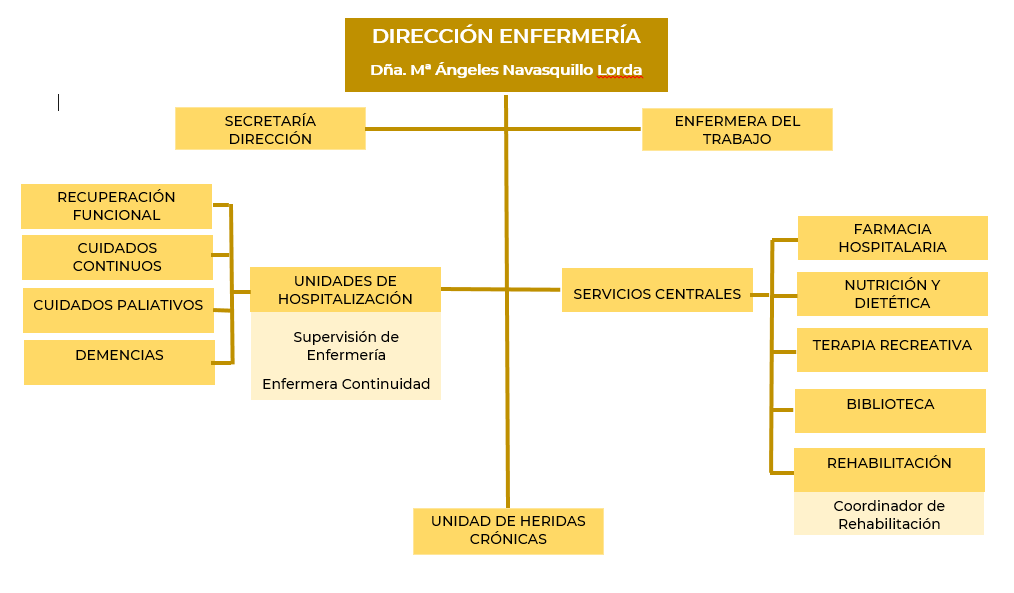 DIRECCIÓN ENFERMERÍA
Dña. Mª Ángeles Navasquillo Lorda
SECRETARÍA
DIRECCIÓN
ENFERMERA DEL
TRABAJO
RECUPERACIÓN
FUNCIONAL
CUIDADOS
CONTINUOS
CUIDADOS PALIATIVOS
DEMENCIAS
UNIDADES DE
HOSPITALIZACIÓN
Supervisión de
Enfermería
Enfermera Continuidad
SERVICIOS CENTRALES
FARMACIA
HOSPITALARIA
NUTRICIÓN Y
DIETÉTICA
TERAPIA RECREATIVA
BIBLIOTECA
REHABILITACIÓN
Coordinador de
Rehabilitación
UNIDAD DE HERIDAS
CRÓNICAS